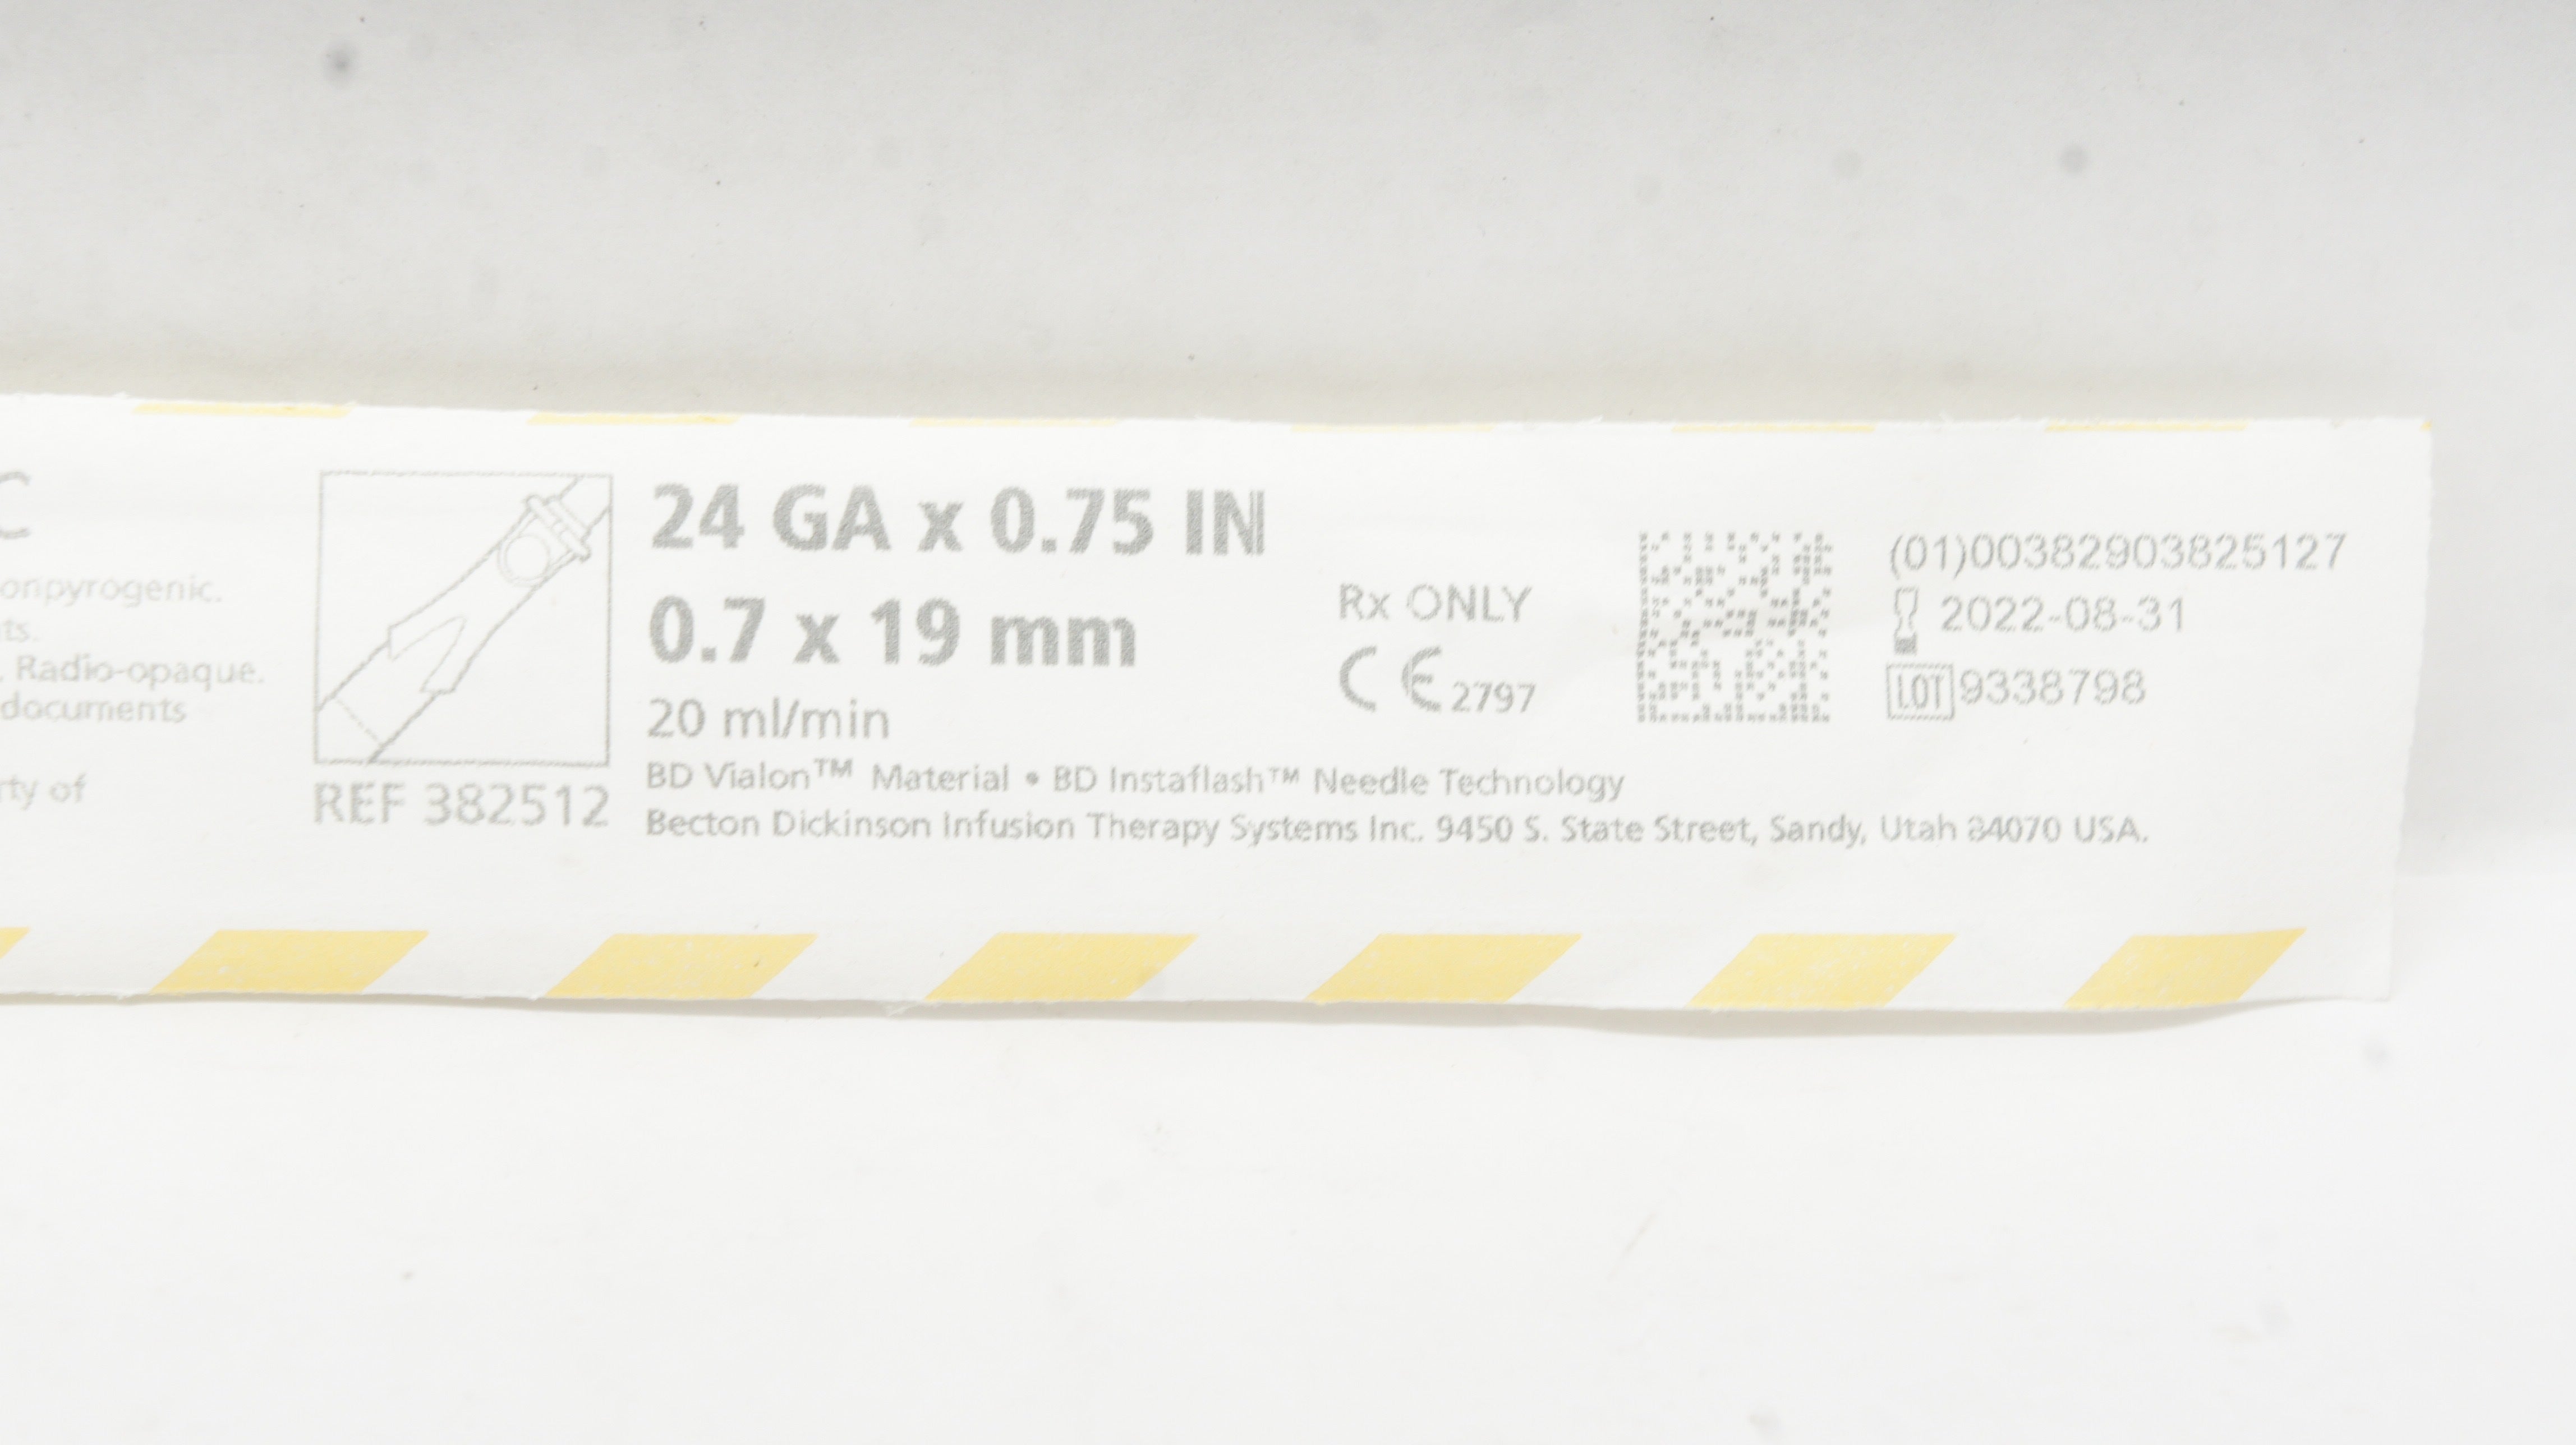 C
onpyrogenic.
ts.
. Radio-opaque.
documents
rty of
REF 382512
24 GA x 0.75 IN
0.7 x 19 mm
20 ml/min
BD Vialon™ Material • BD Instaflash™ Needle Technology
Becton Dickinson Infusion Therapy Systems Inc. 9450 S. State Street, Sandy, Utah 84070 USA.
Rx ONLY
CE 2797
(01)00382903825127
2022-08-31
LOT 9338798